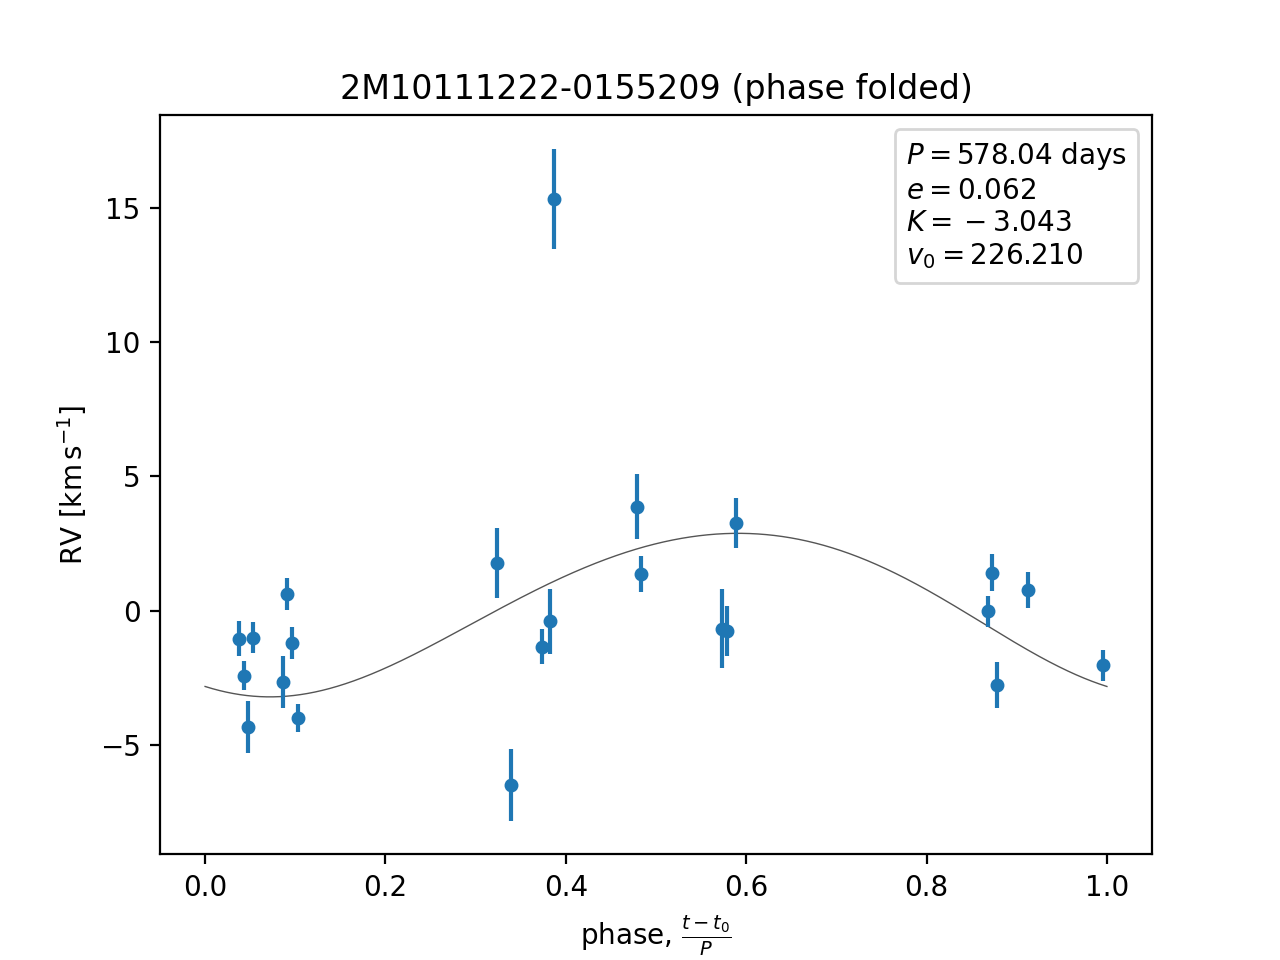 2M10111222-0155209 (phase folded)
P = 578.04 days
e = 0.062
K = −3.043
v₀ = 226.210
15
10
5
0
−5
RV [km s⁻¹]
0.0 0.2 0.4 0.6 0.8 1.0
phase, (t − t₀)/P